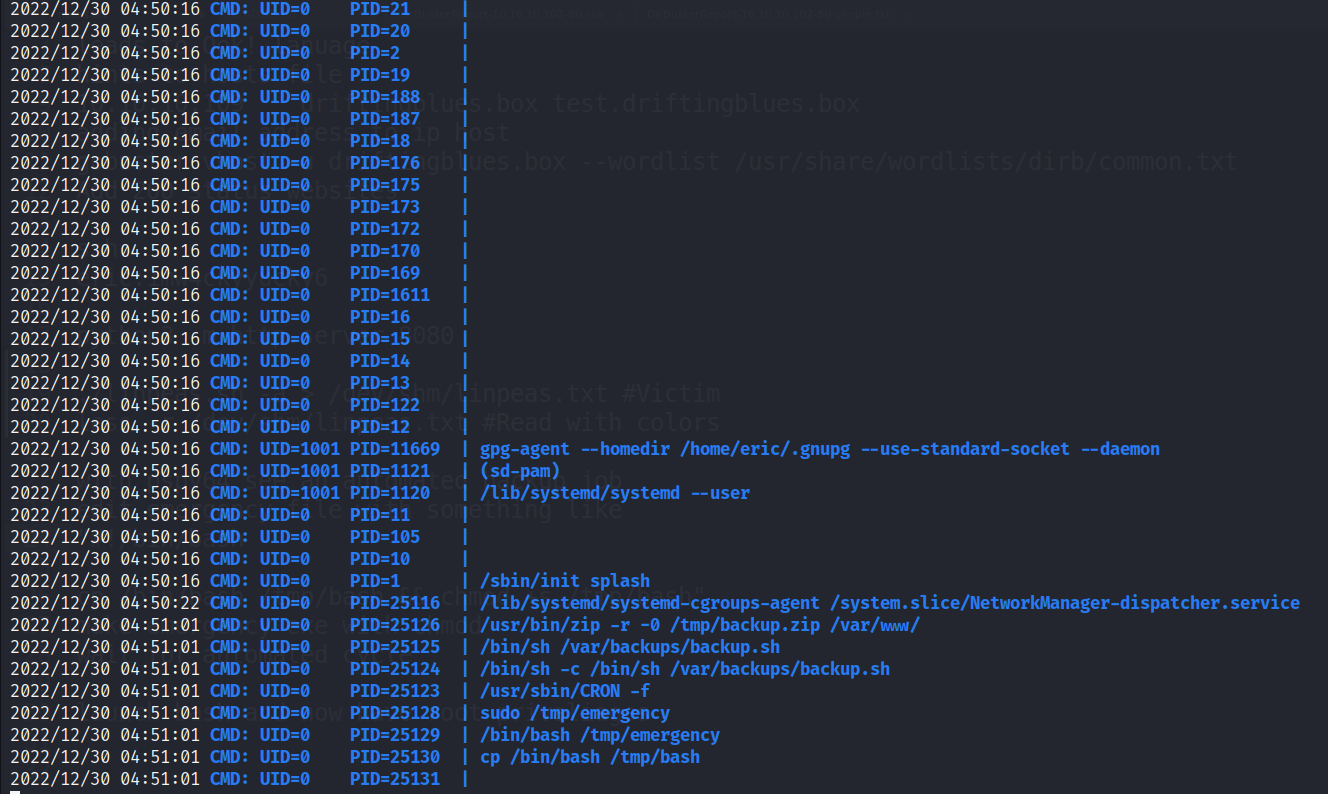 2022/12/30 04:50:16 CMD: UID=0 PID=21 |
2022/12/30 04:50:16 CMD: UID=0 PID=20 |
2022/12/30 04:50:16 CMD: UID=0 PID=2 |
2022/12/30 04:50:16 CMD: UID=0 PID=19 |
2022/12/30 04:50:16 CMD: UID=0 PID=188 |
2022/12/30 04:50:16 CMD: UID=0 PID=187 |
2022/12/30 04:50:16 CMD: UID=0 PID=18 |
2022/12/30 04:50:16 CMD: UID=0 PID=176 |
2022/12/30 04:50:16 CMD: UID=0 PID=175 |
2022/12/30 04:50:16 CMD: UID=0 PID=173 |
2022/12/30 04:50:16 CMD: UID=0 PID=172 |
2022/12/30 04:50:16 CMD: UID=0 PID=170 |
2022/12/30 04:50:16 CMD: UID=0 PID=169 |
2022/12/30 04:50:16 CMD: UID=0 PID=1611 |
2022/12/30 04:50:16 CMD: UID=0 PID=16 |
2022/12/30 04:50:16 CMD: UID=0 PID=15 |
2022/12/30 04:50:16 CMD: UID=0 PID=14 |
2022/12/30 04:50:16 CMD: UID=0 PID=13 |
2022/12/30 04:50:16 CMD: UID=0 PID=122 |
2022/12/30 04:50:16 CMD: UID=0 PID=12 |
2022/12/30 04:50:16 CMD: UID=1001 PID=11669 | gpg-agent --homedir /home/eric/.gnupg --use-standard-socket --daemon
2022/12/30 04:50:16 CMD: UID=1001 PID=1121 | (sd-pam)
2022/12/30 04:50:16 CMD: UID=1001 PID=1120 | /lib/systemd/systemd --user
2022/12/30 04:50:16 CMD: UID=0 PID=11 |
2022/12/30 04:50:16 CMD: UID=0 PID=105 |
2022/12/30 04:50:16 CMD: UID=0 PID=10 |
2022/12/30 04:50:16 CMD: UID=0 PID=1 | /sbin/init splash
2022/12/30 04:50:22 CMD: UID=0 PID=25116 | /lib/systemd/systemd-cgroups-agent /system.slice/NetworkManager-dispatcher.service
2022/12/30 04:51:01 CMD: UID=0 PID=25126 | /usr/bin/zip -r -0 /tmp/backup.zip /var/www/
2022/12/30 04:51:01 CMD: UID=0 PID=25125 | /bin/sh /var/backups/backup.sh
2022/12/30 04:51:01 CMD: UID=0 PID=25124 | /bin/sh -c /bin/sh /var/backups/backup.sh
2022/12/30 04:51:01 CMD: UID=0 PID=25123 | /usr/sbin/CRON -f
2022/12/30 04:51:01 CMD: UID=0 PID=25128 | sudo /tmp/emergency
2022/12/30 04:51:01 CMD: UID=0 PID=25129 | /bin/bash /tmp/emergency
2022/12/30 04:51:01 CMD: UID=0 PID=25130 | cp /bin/bash /tmp/bash
2022/12/30 04:51:01 CMD: UID=0 PID=25131 |